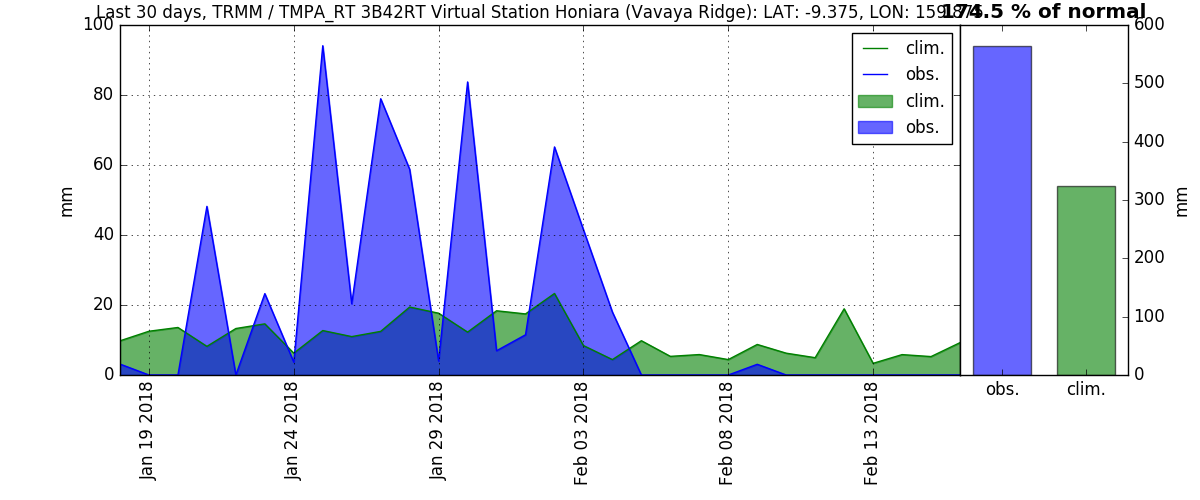 Last 30 days, TRMM / TMPA_RT 3B42RT Virtual Station Honiara (Vavaya Ridge): LAT: -9.375, LON:
174.5 % of normal
100
80
60
40
20
0
mm
clim.
obs.
clim.
obs.
Jan 19 2018
Jan 24 2018
Jan 29 2018
Feb 03 2018
Feb 08 2018
Feb 13 2018
600
500
400
300
200
100
0
mm
obs.
clim.